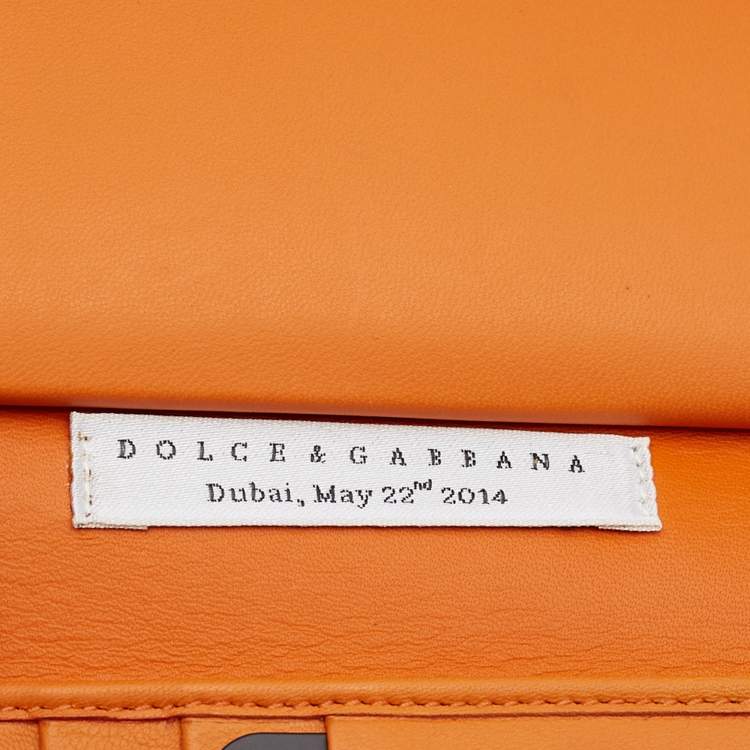 DOLCE & GABBANA
Dubai, May 22nd 2014